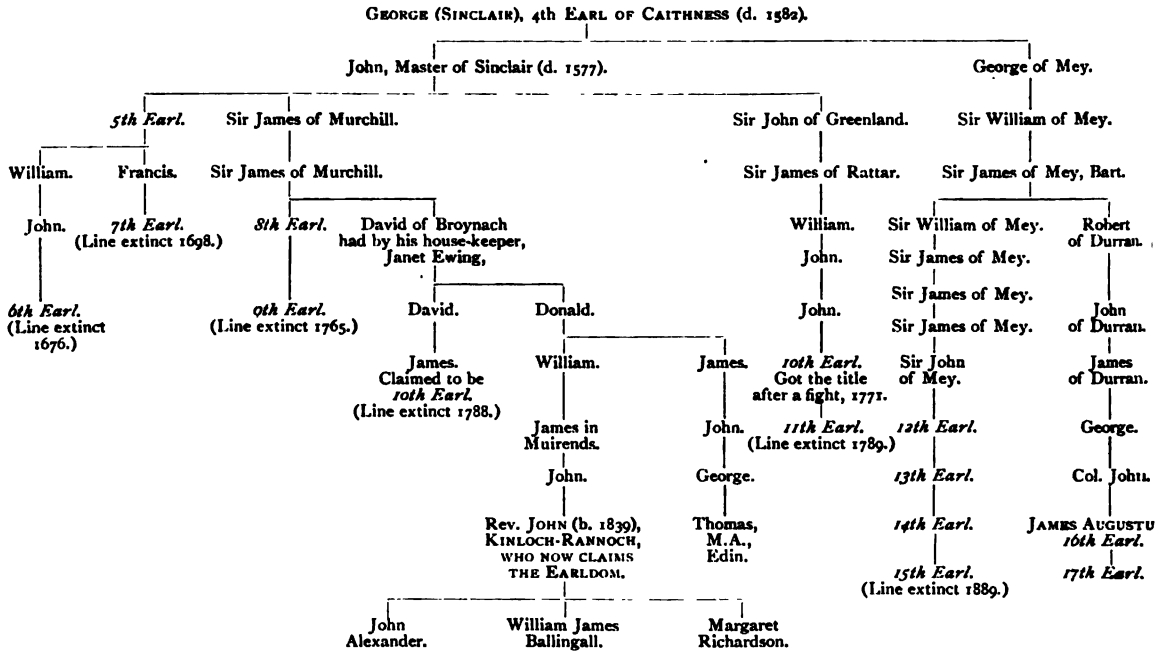 GEORGE (SINCLAIR), 4TH EARL OF CAITHNESS (d. 1582).
John, Master of Sinclair (d. 1577).
George of Mey.
5th Earl.
Sir James of Murchill.
Sir John of Greenland.
Sir William of Mey.
William.
Francis.
Sir James of Murchill.
Sir James of Rattar.
Sir James of Mey, Bart.
John.
7th Earl.
(Line extinct 1698.)
8th Earl.
David of Broynach
had by his house-keeper,
Janet Ewing,
William.
Sir William of Mey.
Robert
of Durran.
John.
Sir James of Mey.
Sir James of Mey.
6th Earl.
(Line extinct
1676.)
9th Earl.
(Line extinct 1765.)
David.
Donald.
John.
Sir James of Mey.
John
of Durran.
James.
Claimed to be
10th Earl.
(Line extinct 1788.)
William.
James.
10th Earl.
Got the title
after a fight, 1771.
Sir John
of Mey.
James
of Durran.
James in
Muirends.
John.
11th Earl.
(Line extinct 1789.)
12th Earl.
George.
John.
George.
13th Earl.
Col. John.
Rev. JOHN (b. 1839),
KINLOCH-RANNOCH,
WHO NOW CLAIMS
THE EARLDOM.
Thomas,
M.A.,
Edin.
14th Earl.
JAMES AUGUSTU
16th Earl.
15th Earl.
(Line extinct 1889.)
17th Earl.
John
Alexander.
William James
Ballingall.
Margaret
Richardson.